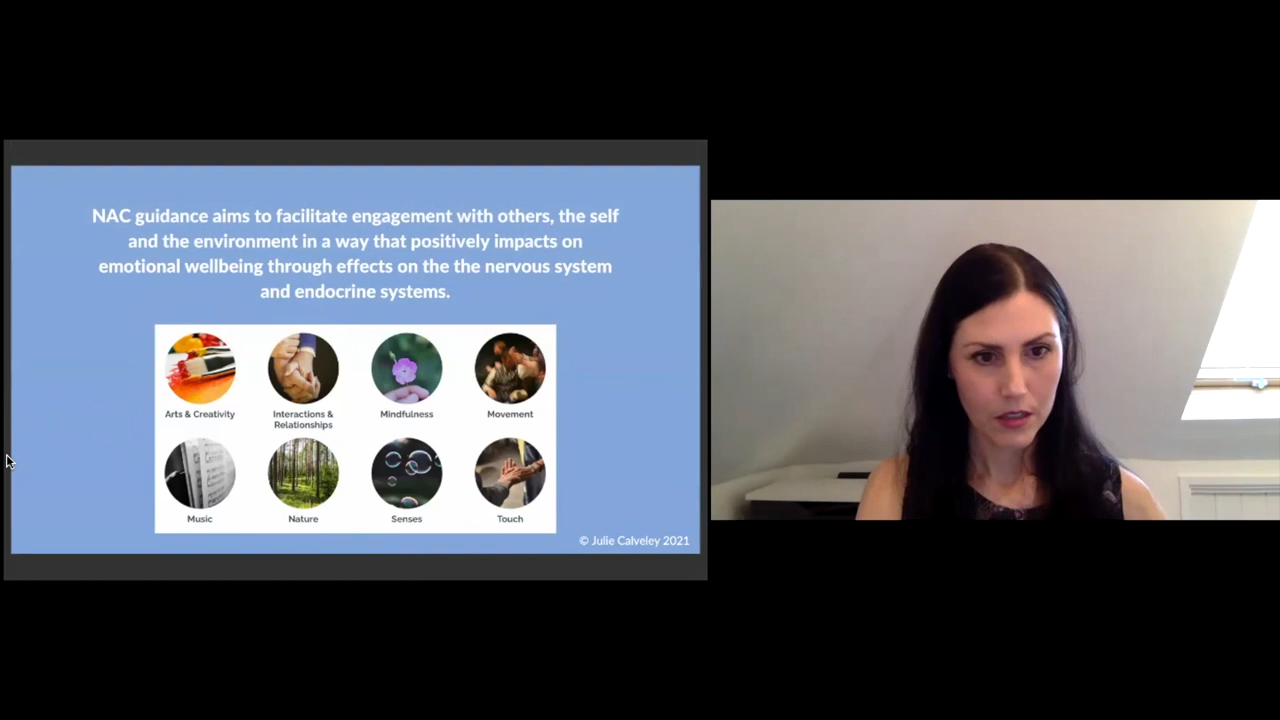 NAC guidance aims to facilitate engagement with others, the self
and the environment in a way that positively impacts on
emotional wellbeing through effects on the the nervous system
and endocrine systems.
Arts & Creativity
Interactions &
Relationships
Mindfulness
Movement
Music
Nature
Senses
Touch
© Julie Calveley 2021